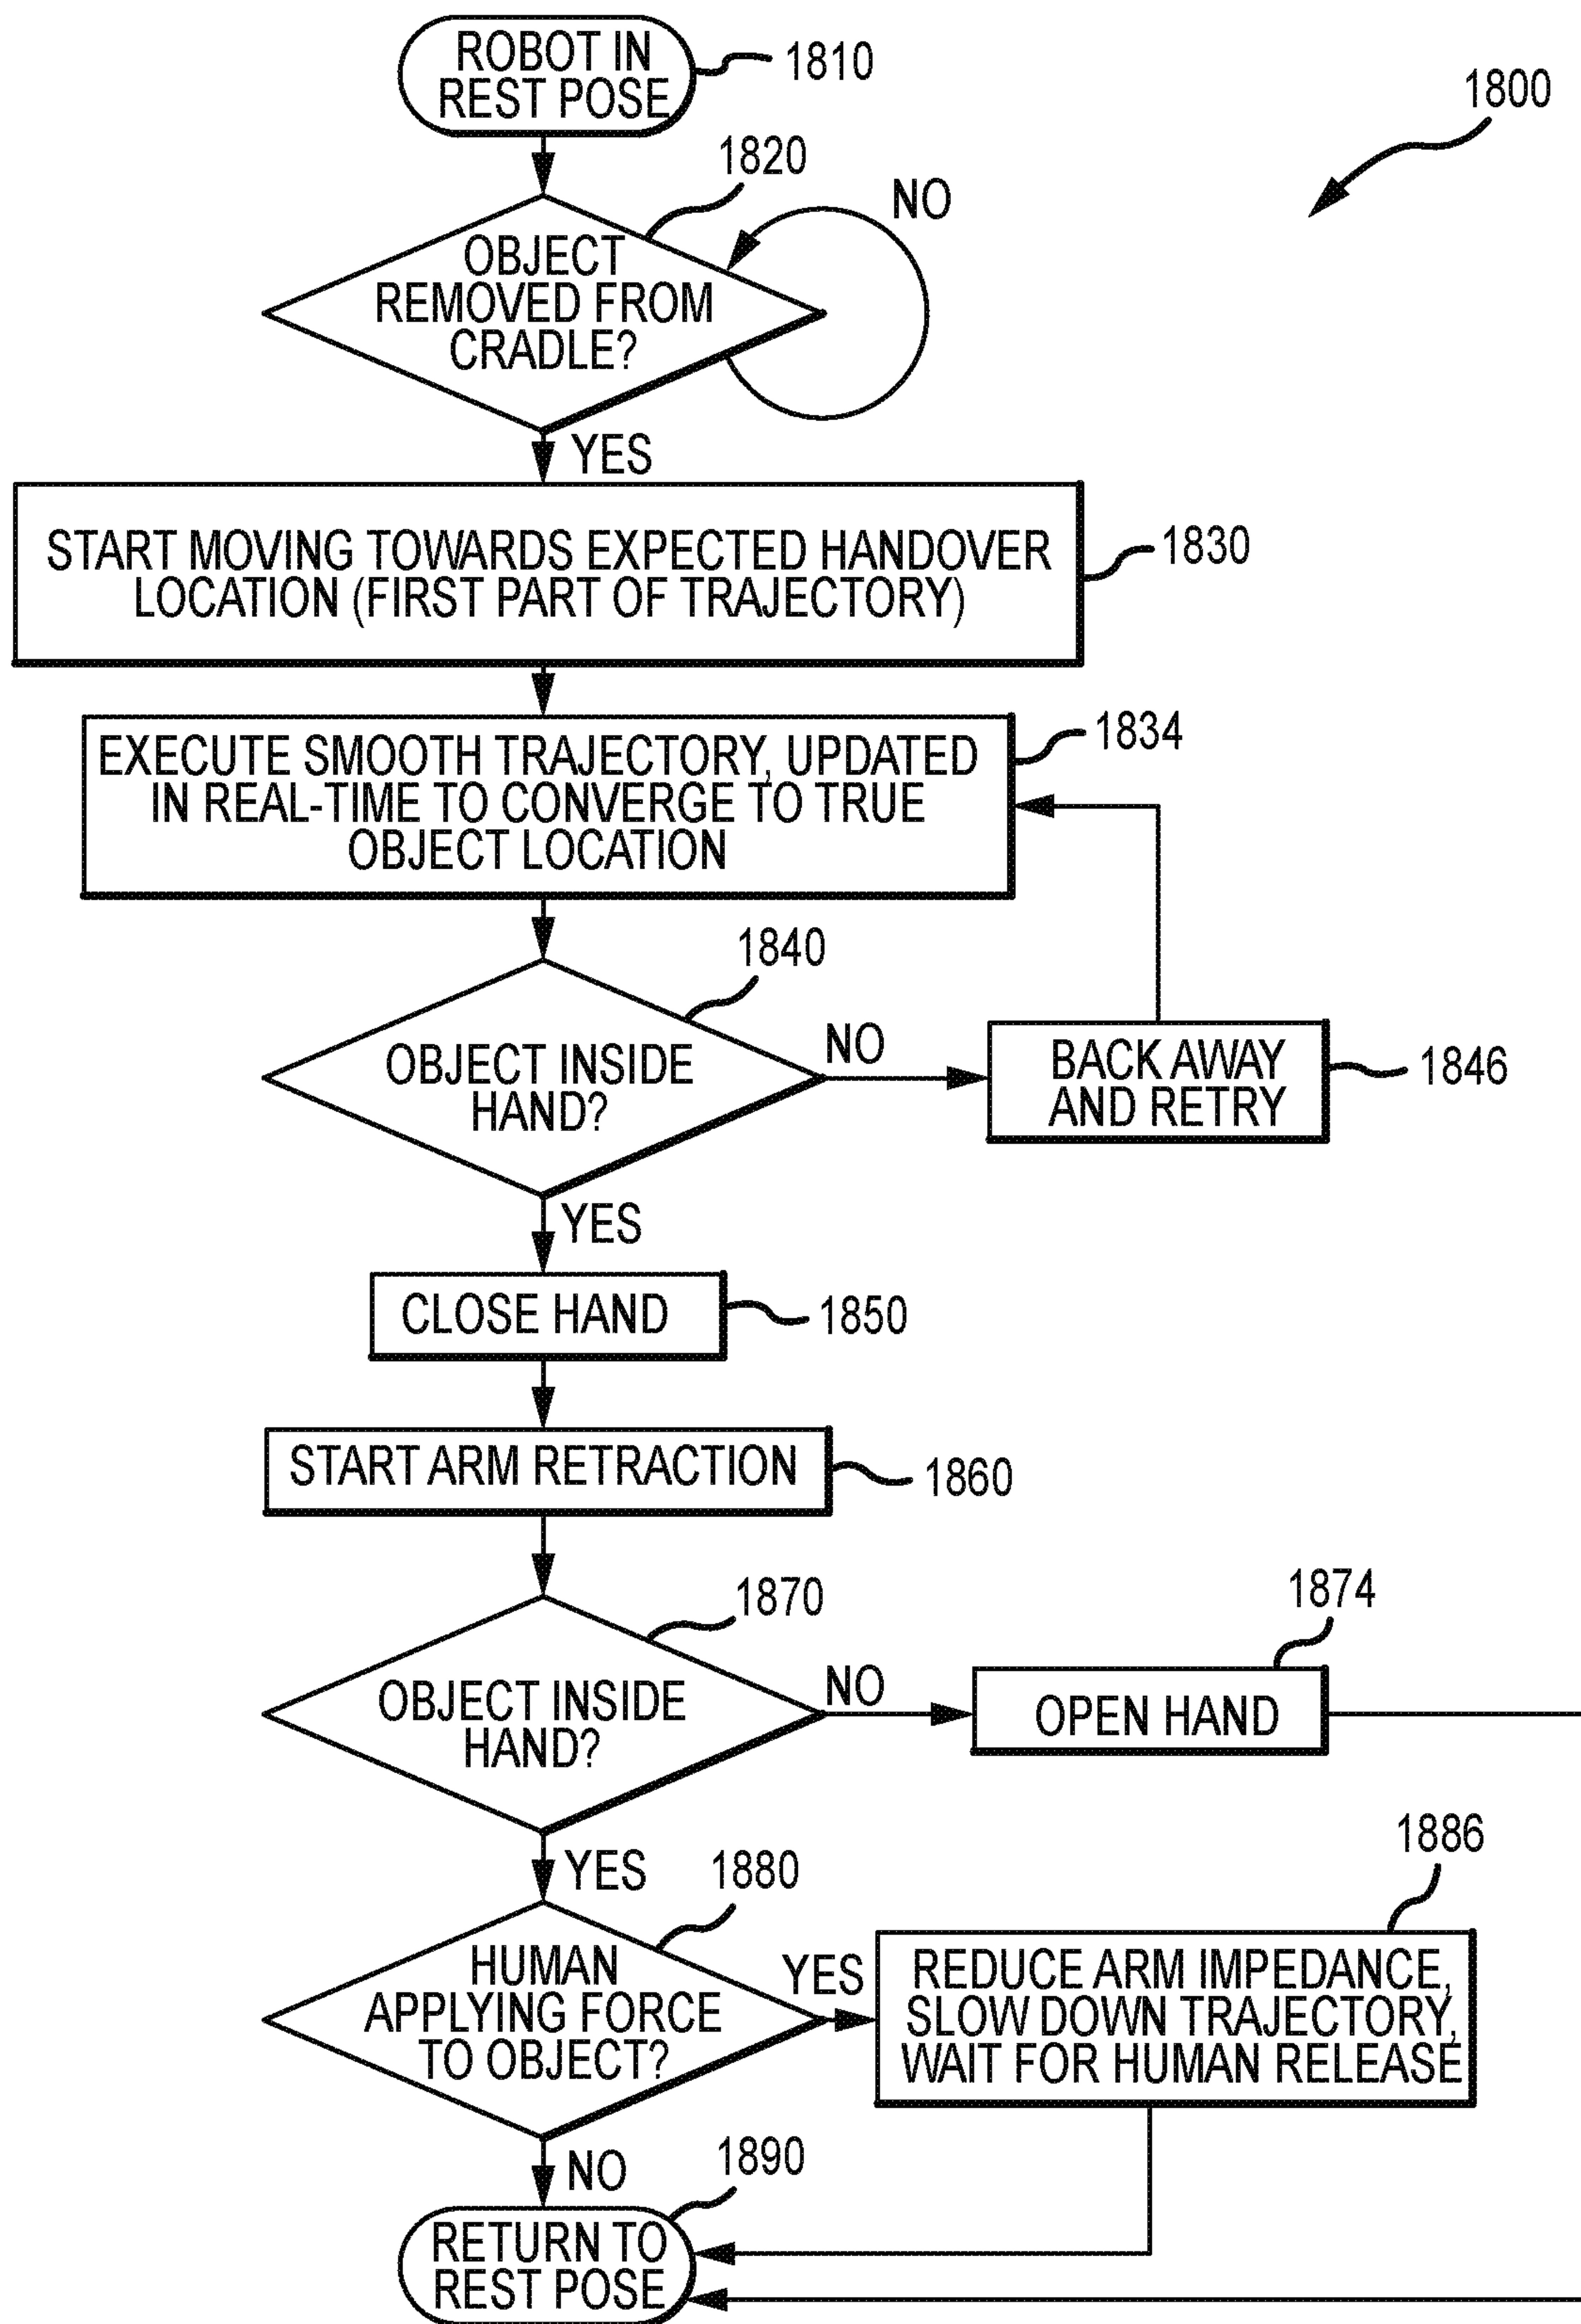 ROBOT IN
REST POSE
1810
1800
1820
NO
OBJECT
REMOVED FROM
CRADLE?
YES
START MOVING TOWARDS EXPECTED HANDOVER
LOCATION (FIRST PART OF TRAJECTORY)
1830
1834
EXECUTE SMOOTH TRAJECTORY, UPDATED
IN REAL-TIME TO CONVERGE TO TRUE
OBJECT LOCATION
1840
OBJECT INSIDE
HAND?
NO
BACK AWAY
AND RETRY
1846
YES
CLOSE HAND
1850
START ARM RETRACTION
1860
1870
OBJECT INSIDE
HAND?
NO
1874
OPEN HAND
YES
1880
HUMAN
APPLYING FORCE
TO OBJECT?
YES
1886
REDUCE ARM IMPEDANCE,
SLOW DOWN TRAJECTORY,
WAIT FOR HUMAN RELEASE
NO
1890
RETURN TO
REST POSE